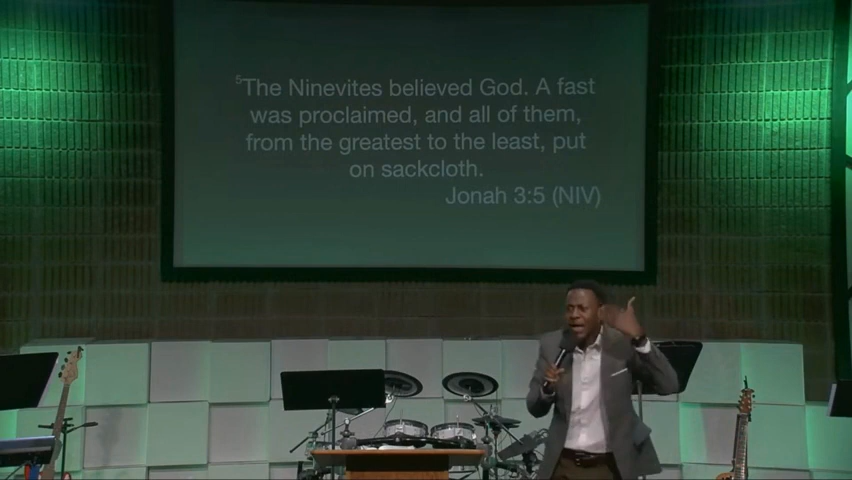 ⁵The Ninevites believed God. A fast
was proclaimed, and all of them,
from the greatest to the least, put
on sackcloth.
Jonah 3:5 (NIV)